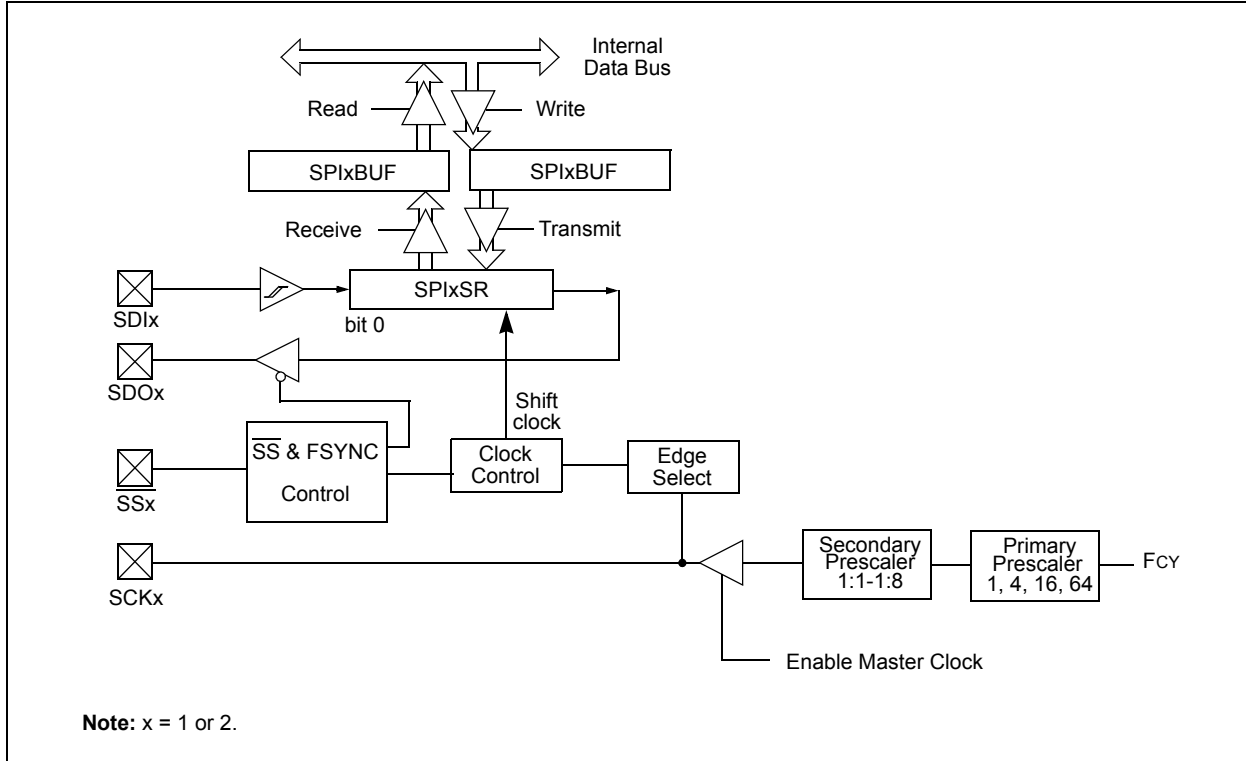 Internal
Data Bus
Read
Write
SPIxBUF
SPIxBUF
Receive
Transmit
SPIxSR
SDIx
bit 0
SDOx
Shift
clock
SS & FSYNC
Control
Clock
Control
Edge
Select
SSx
Secondary
Prescaler
1:1-1:8
Primary
Prescaler
1, 4, 16, 64
FCY
SCKx
Enable Master Clock
Note: x = 1 or 2.